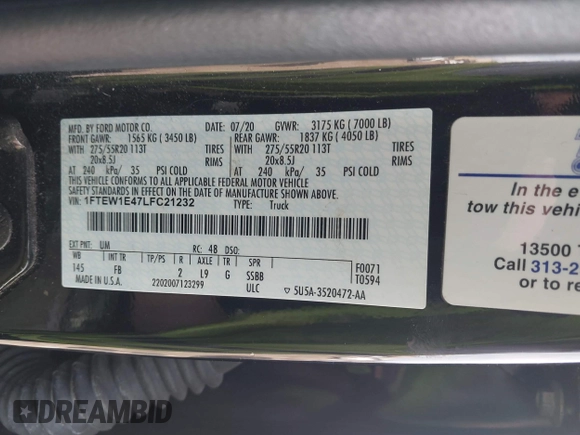 MFD. BY FORD MOTOR CO.
DATE: 07/20 GVWR: 3175 KG ( 7000 LB)
FRONT GAWR: 1565 KG ( 3450 LB)
REAR GAWR: 1837 KG ( 4050 LB)
WITH 275/55R20 113T TIRES
WITH 275/55R20 113T TIRES
20x8.5J RIMS
20x8.5J RIMS
AT 240 kPa/ 35 PSI COLD
AT 240 kPa/ 35 PSI COLD
THIS VEHICLE CONFORMS TO ALL APPLICABLE FEDERAL MOTOR VEHICLE
SAFETY STANDARDS IN EFFECT ON THE DATE OF MANUFACTURE SHOWN ABOVE.
VIN: 1FTEW1E47LFC21232 TYPE: Truck
EXT PNT: UM RC: 48 DSO:
WB INT TR TP/PS R AXLE TR SPR
145 FB 2 L9 G SSBB F0071
ULC T0594
MADE IN U.S.A. 2202007123299
▽ 5U5A-3520472-AA
In the e
tow this vehi
13500
Call 313-2
or to re
DREAMBID